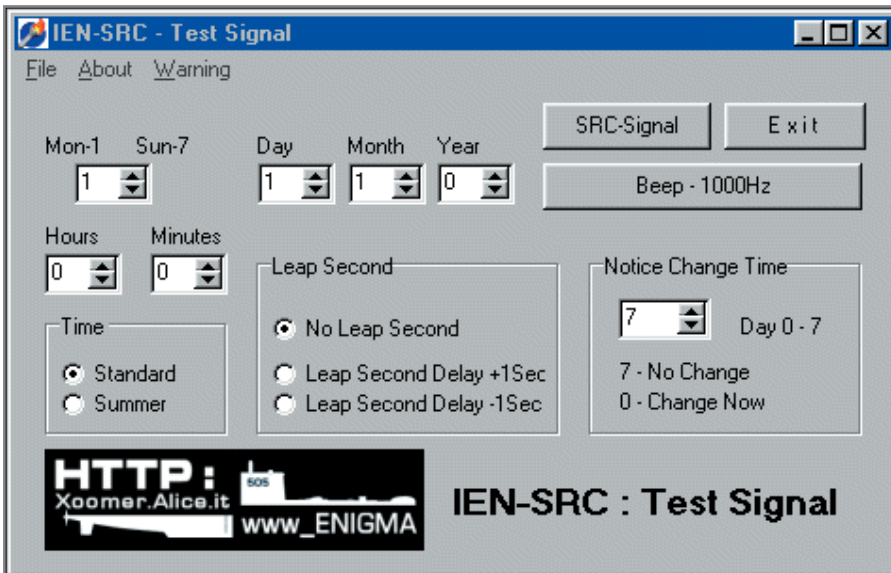 IEN-SRC - Test Signal
File About Warning
SRC-Signal
E x i t
Mon-1 Sun-7
Day Month Year
1
1
1
0
Beep - 1000Hz
Hours Minutes
0
0
Leap Second
Notice Change Time
7
Day 0 - 7
Time
No Leap Second
Standard
Leap Second Delay +1Sec
7 - No Change
Summer
Leap Second Delay -1Sec
0 - Change Now
HTTP:
SOS
Xoomer.Alice.it
www_ENIGMA
IEN-SRC : Test Signal